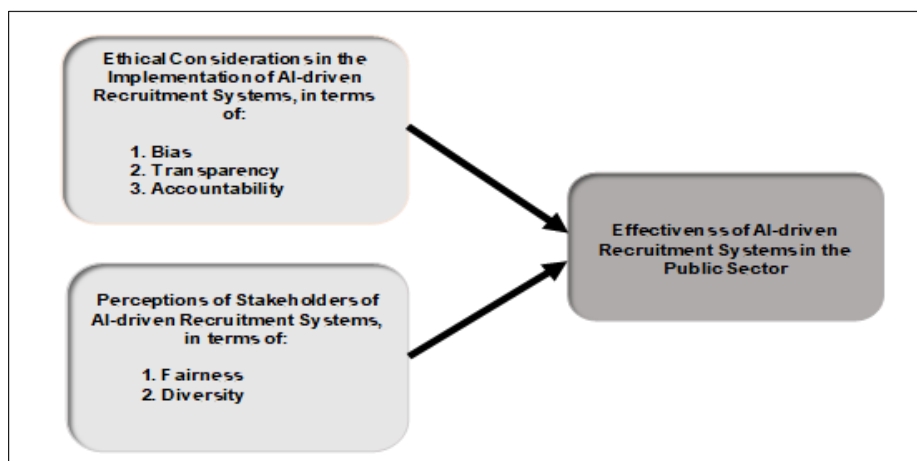 Ethical Considerations in the
Implementation of AI-driven
Recruitment Systems, in terms
of:
1. Bias
2. Transparency
3. Accountability
Perceptions of Stakeholders of
AI-driven Recruitment Systems,
in terms of:
1. Fairness
2. Diversity
Effectivenss of AI-driven
Recruitment Systems in the
Public Sector